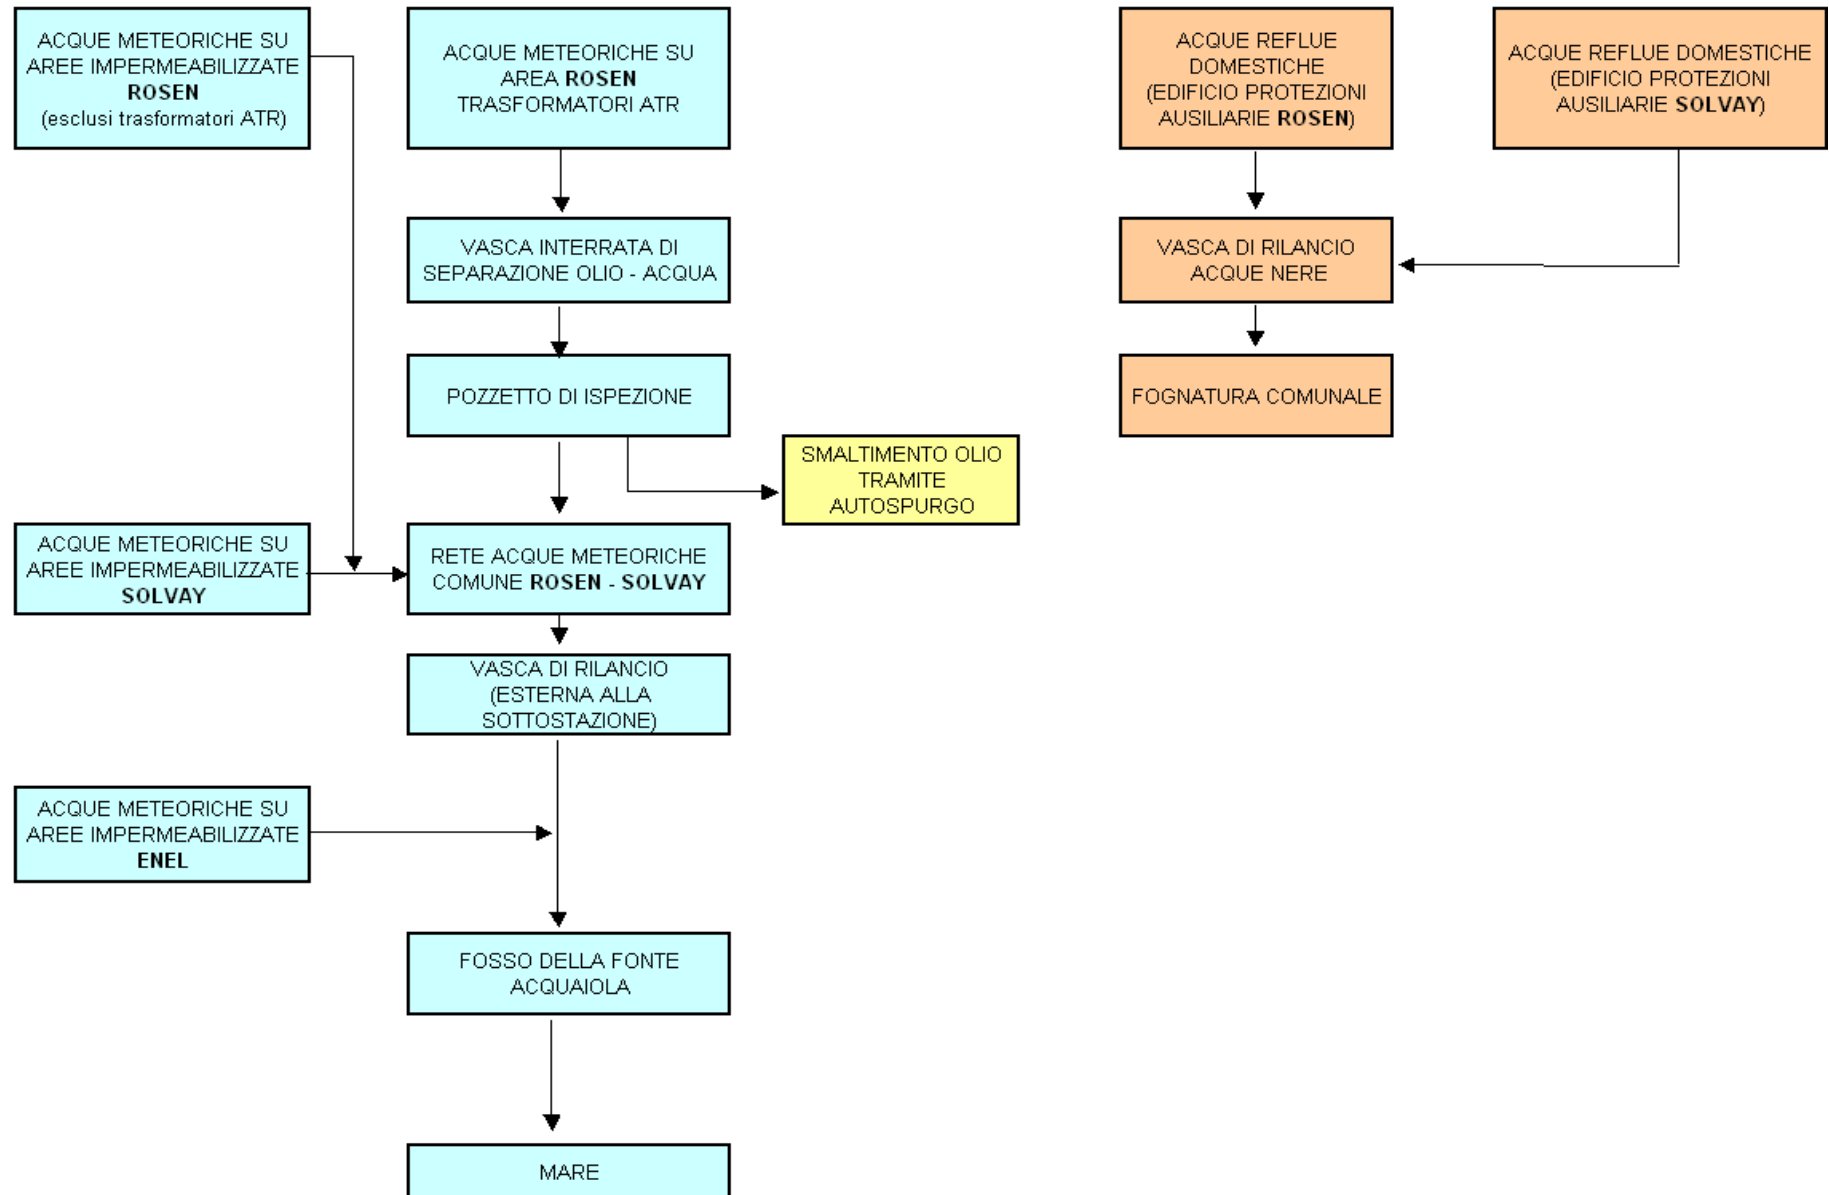 ACQUE METEORICHE SU
AREE IMPERMEABILIZZATE
ROSEN
(esclusi trasformatori ATR)
ACQUE METEORICHE SU
AREA ROSEN
TRASFORMATORI ATR
ACQUE REFLUE
DOMESTICHE
(EDIFICIO PROTEZIONI
AUSILIARIE ROSEN)
ACQUE REFLUE DOMESTICHE
(EDIFICIO PROTEZIONI
AUSILIARIE SOLVAY)
VASCA INTERRATA DI
SEPARAZIONE OLIO - ACQUA
VASCA DI RILANCIO
ACQUE NERE
POZZETTO DI ISPEZIONE
FOGNATURA COMUNALE
SMALTIMENTO OLIO
TRAMITE
AUTOSPURGO
ACQUE METEORICHE SU
AREE IMPERMEABILIZZATE
SOLVAY
RETE ACQUE METEORICHE
COMUNE ROSEN - SOLVAY
VASCA DI RILANCIO
(ESTERNA ALLA
SOTTOSTAZIONE)
ACQUE METEORICHE SU
AREE IMPERMEABILIZZATE
ENEL
FOSSO DELLA FONTE
ACQUAIOLA
MARE